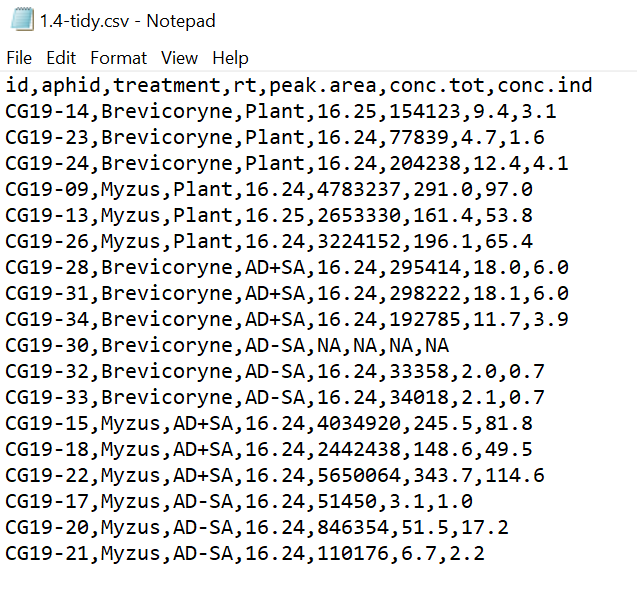 1.4-tidy.csv - Notepad
File Edit Format View Help
id,aphid,treatment,rt,peak.area,conc.tot,conc.ind
CG19-14,Brevicoryne,Plant,16.25,154123,9.4,3.1
CG19-23,Brevicoryne,Plant,16.24,77839,4.7,1.6
CG19-24,Brevicoryne,Plant,16.24,204238,12.4,4.1
CG19-09,Myzus,Plant,16.24,4783237,291.0,97.0
CG19-13,Myzus,Plant,16.25,2653330,161.4,53.8
CG19-26,Myzus,Plant,16.24,3224152,196.1,65.4
CG19-28,Brevicoryne,AD+SA,16.24,295414,18.0,6.0
CG19-31,Brevicoryne,AD+SA,16.24,298222,18.1,6.0
CG19-34,Brevicoryne,AD+SA,16.24,192785,11.7,3.9
CG19-30,Brevicoryne,AD-SA,NA,NA,NA,NA
CG19-32,Brevicoryne,AD-SA,16.24,33358,2.0,0.7
CG19-33,Brevicoryne,AD-SA,16.24,34018,2.1,0.7
CG19-15,Myzus,AD+SA,16.24,4034920,245.5,81.8
CG19-18,Myzus,AD+SA,16.24,2442438,148.6,49.5
CG19-22,Myzus,AD+SA,16.24,5650064,343.7,114.6
CG19-17,Myzus,AD-SA,16.24,51450,3.1,1.0
CG19-20,Myzus,AD-SA,16.24,846354,51.5,17.2
CG19-21,Myzus,AD-SA,16.24,110176,6.7,2.2